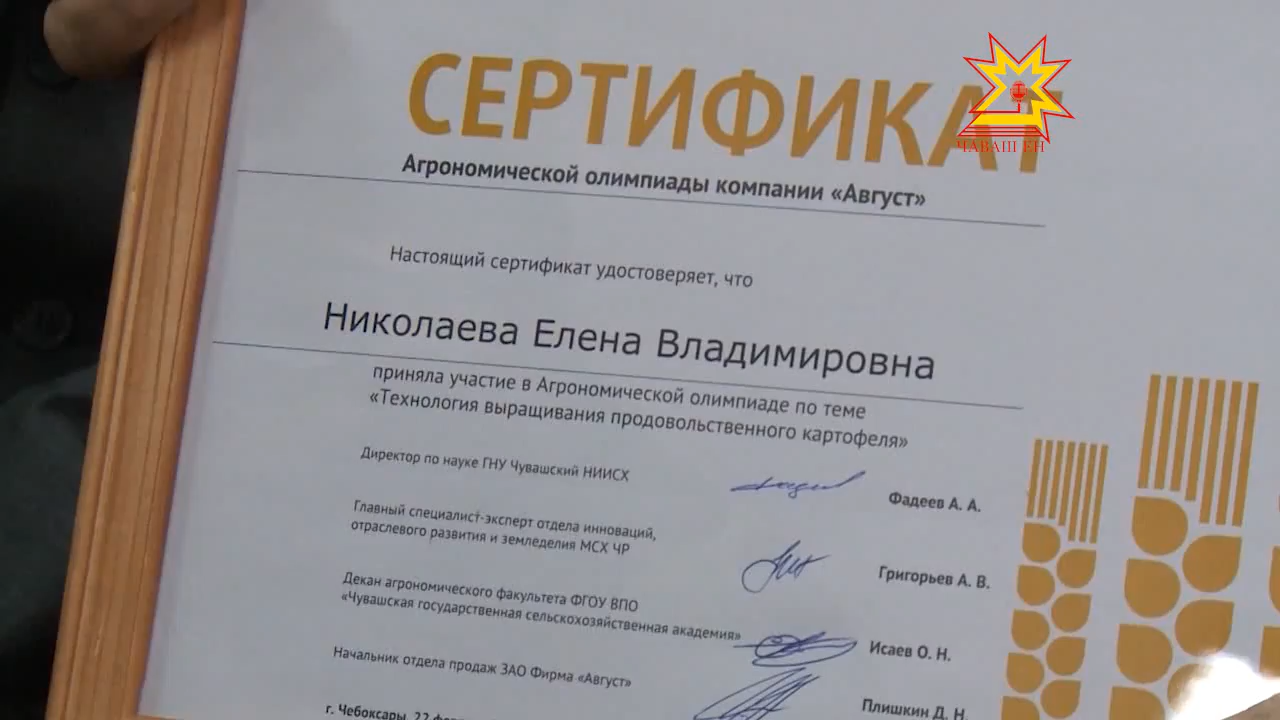 СЕРТИФИКАТ
ЧАВАШ ЕН
Агрономической олимпиады компании «Август»
Настоящий сертификат удостоверяет, что
Николаева Елена Владимировна
приняла участие в Агрономической олимпиаде по теме
«Технология выращивания продовольственного картофеля»
Директор по науке ГНУ Чувашский НИИСХ
Фадеев А. А.
Главный специалист-эксперт отдела инноваций,
отраслевого развития и земледелия МСХ ЧР
Григорьев А. В.
Декан агрономического факультета ФГОУ ВПО
«Чувашская государственная сельскохозяйственная академия»
Исаев О. Н.
Начальник отдела продаж ЗАО Фирма «Август»
Плишкин Д. Н.
г. Чебоксары, 22